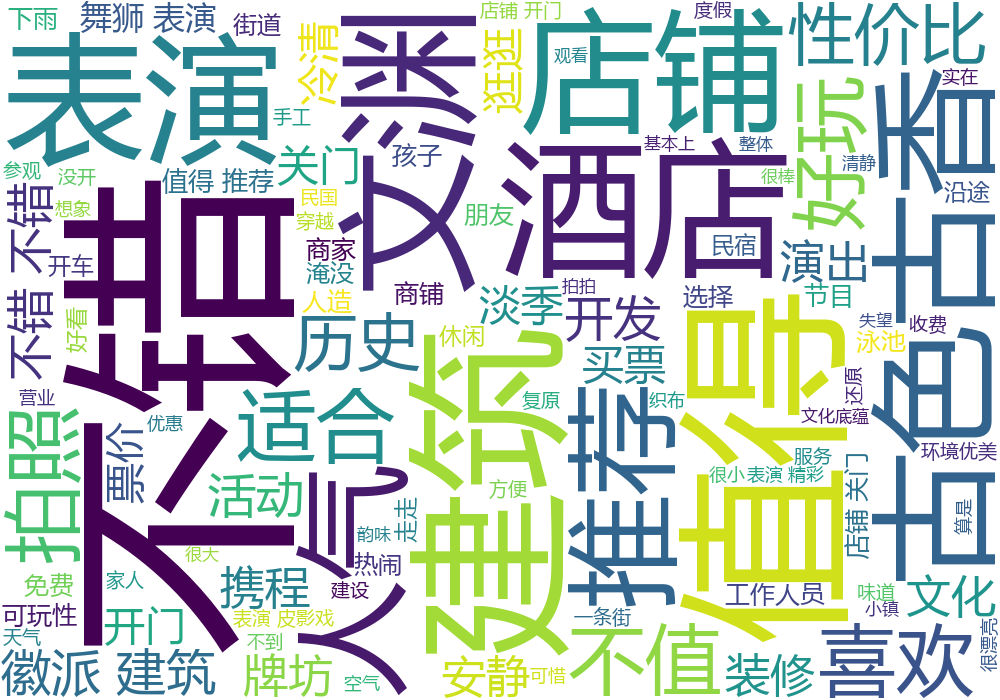 下雨
舞狮 表演
街道
冷清
店铺 开门
度假
性价比
表演
文渊
逛逛
店铺
观看
实在
手工
古色古香
参观
没开
值得 推荐
关门
孩子
酒店
基本上
整体
很棒
好玩
清静
沿途
不错 不错
想象
不错
民国
穿越
朋友
民宿
商家
开车
淹没
演出
好看
人造
商铺
淡季
开发
拍拍
选择
节目
失望
收费
历史
休闲
值得
泳池
营业
建筑
买票
还原
优惠
适合
复原
推荐
织布
文化底蕴
拍照
票价
人气
服务
环境优美
活动
方便
很小
表演 精彩
店铺 关门
走走
韵味
算是
很大
热闹
免费
家人
携程
建设
工作人员
味道
文化
可玩性
开门
表演 皮影戏
一条街
小镇
天气
不到
不值
喜欢
很漂亮
徽派 建筑
牌坊
空气
安静
可惜
装修